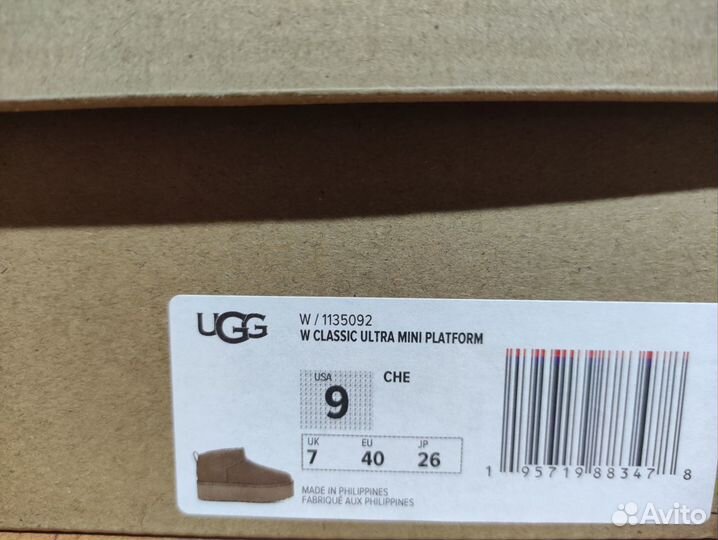 UGG
W / 1135092
W CLASSIC ULTRA MINI PLATFORM
USA
9
CHE
UK EU JP
7 40 26
MADE IN PHILIPPINES
FABRIQUÉ AUX PHILIPPINES
1 95719 88347 8
Avito